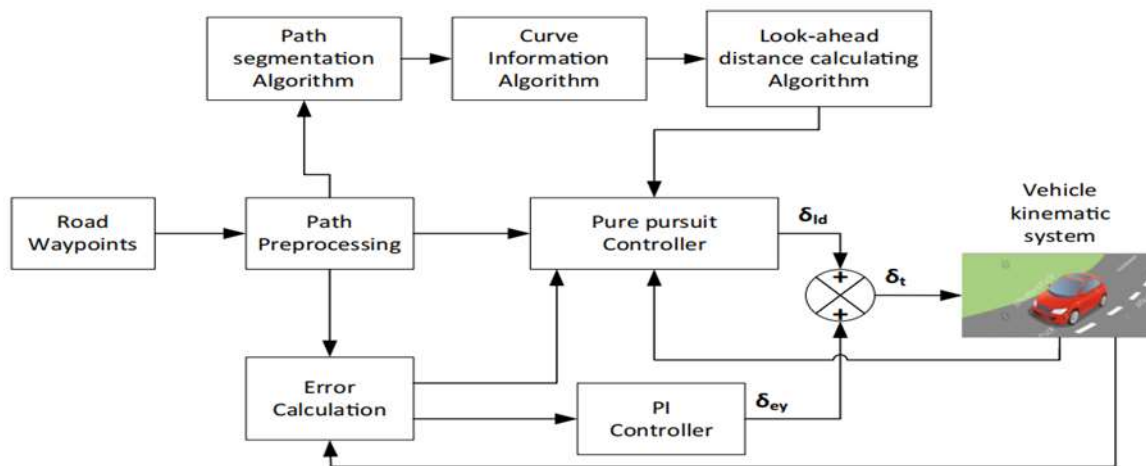 Path
segmentation
Algorithm
Curve
Information
Algorithm
Look-ahead
distance calculating
Algorithm
Road
Waypoints
Path
Preprocessing
Pure pursuit
Controller
δld
+
+
δt
Vehicle
kinematic
system
Error
Calculation
PI
Controller
δey